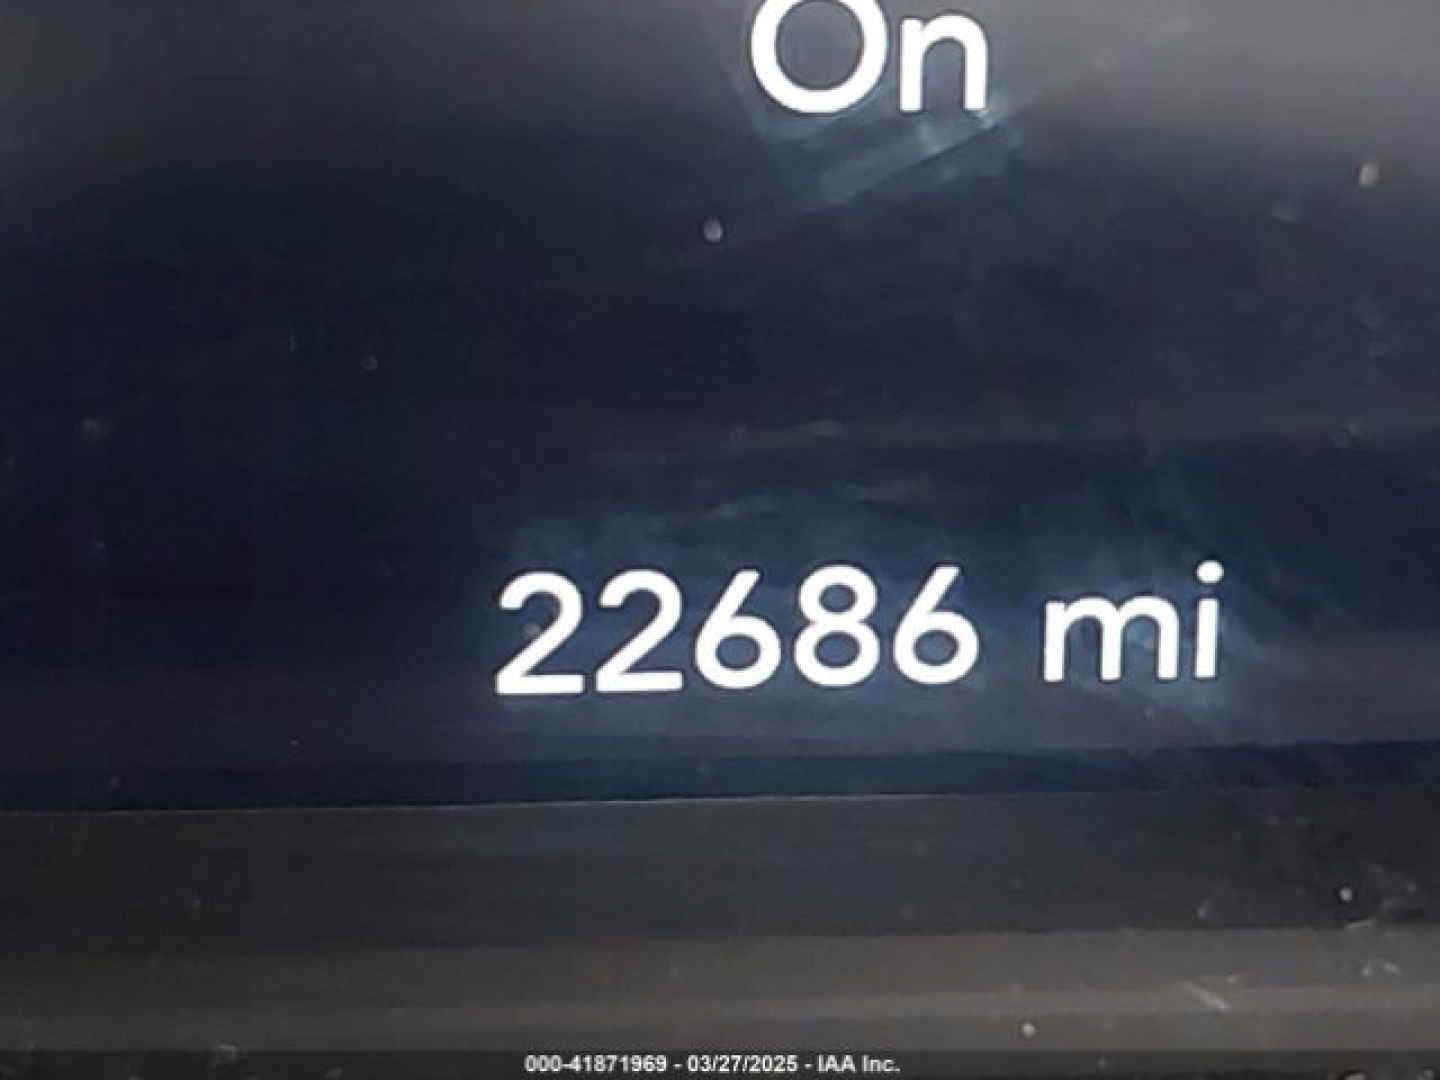 On
22686 mi
000-41871969 - 03/27/2025 - IAA Inc.